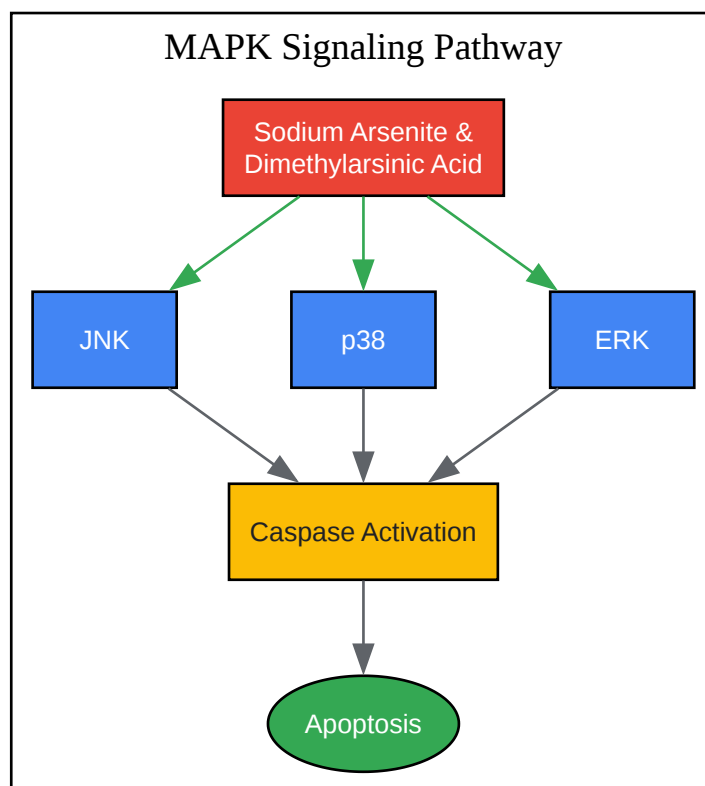 MAPK Signaling Pathway
Sodium Arsenite &
Dimethylarsinic Acid
JNK
p38
ERK
Caspase Activation
Apoptosis